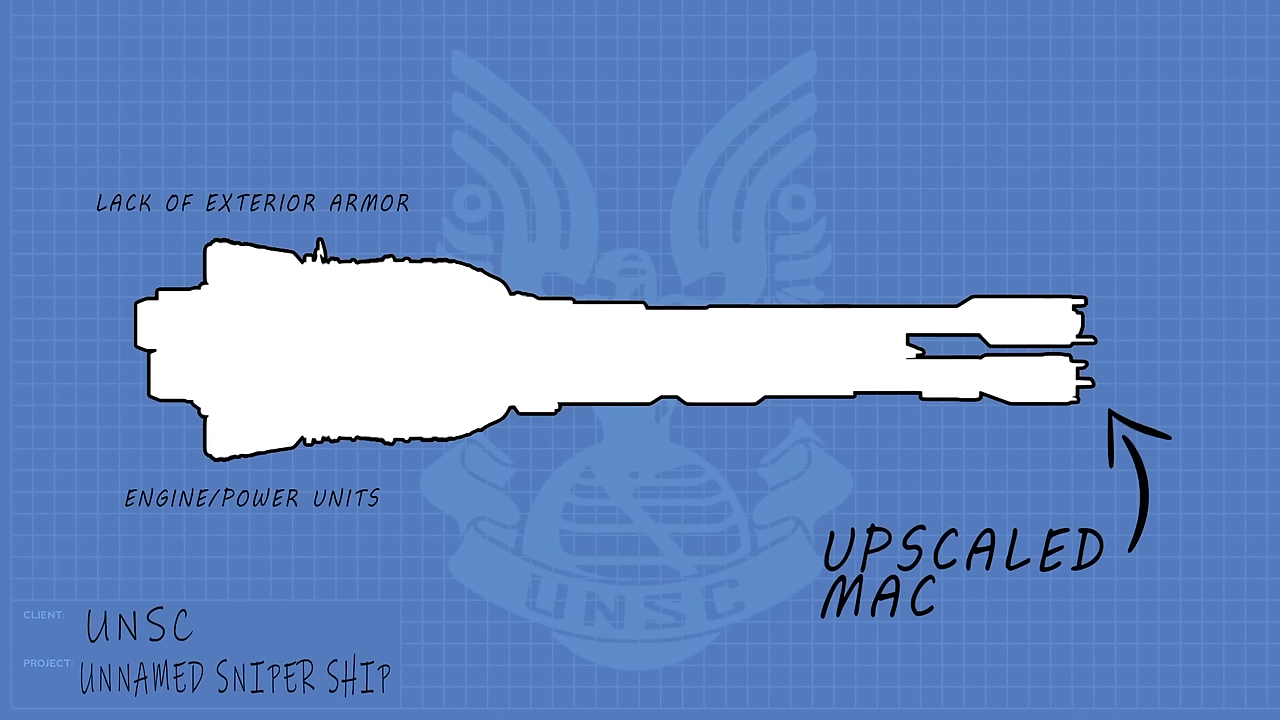 LACK OF EXTERIOR ARMOR
ENGINE/POWER UNITS
UPSCALED
MAC
UNSC
CLIENT: UNSC
PROJECT: UNNAMED SNIPER SHIP